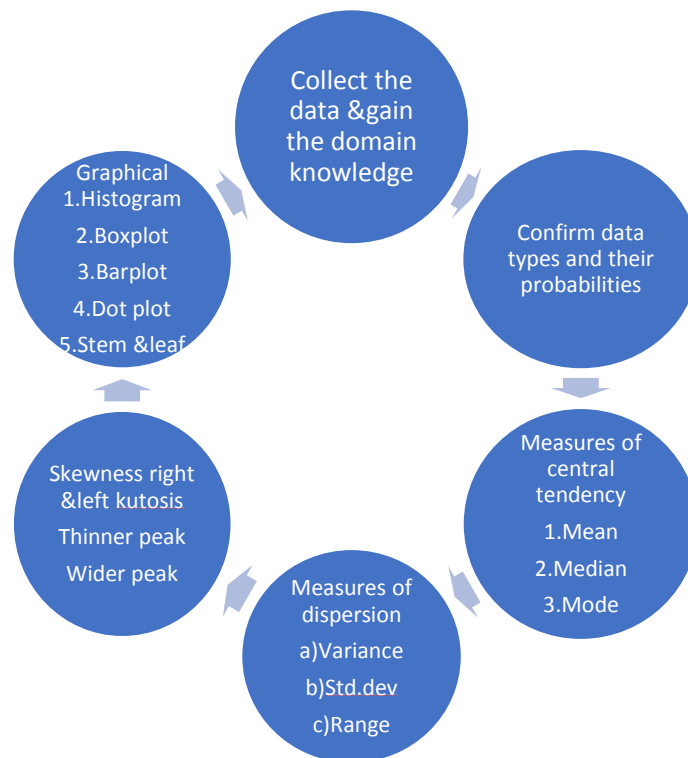 Collect the
data &gain
the domain
knowledge
Confirm data
types and their
probabilities
Measures of
central
tendency
1.Mean
2.Median
3.Mode
Measures of
dispersion
a)Variance
b)Std.dev
c)Range
Skewness right
&left kutosis
Thinner peak
Wider peak
Graphical
1.Histogram
2.Boxplot
3.Barplot
4.Dot plot
5.Stem &leaf